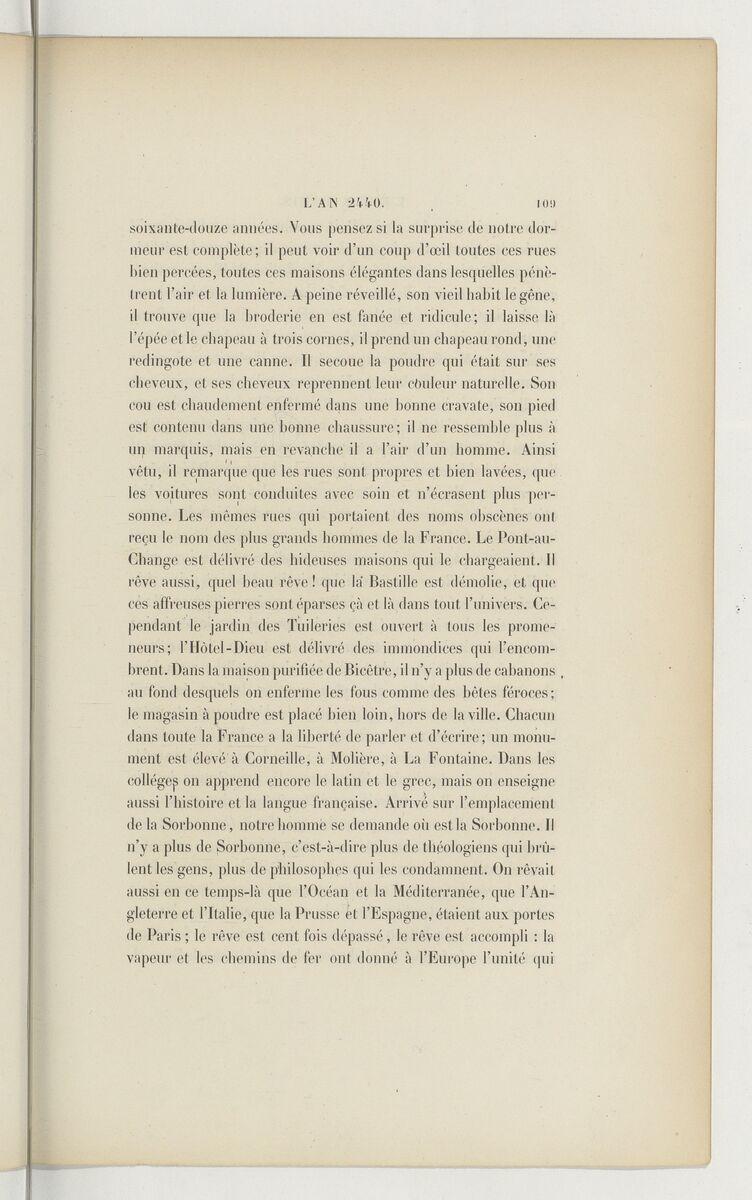 L'AN 2440. 109
soixante-douze années. Vous pensez si la surprise de notre dor-
meur est complète; il peut voir d'un coup d'œil toutes ces rues
bien percées, toutes ces maisons élégantes dans lesquelles pénè-
trent l'air et la lumière. A peine réveillé, son vieil habit le gêne,
il trouve que la broderie en est fanée et ridicule; il laisse là
l'épée et le chapeau à trois cornes, il prend un chapeau rond, une
redingote et une canne. Il secoue la poudre qui était sur ses
cheveux, et ses cheveux reprennent leur couleur naturelle. Son
cou est chaudement enfermé dans une bonne cravate, son pied
est contenu dans une bonne chaussure; il ne ressemble plus à
un marquis, mais en revanche il a l'air d'un homme. Ainsi
vêtu, il remarque que les rues sont propres et bien lavées, que
les voitures sont conduites avec soin et n'écrasent plus per-
sonne. Les mêmes rues qui portaient des noms obscènes ont
reçu le nom des plus grands hommes de la France. Le Pont-au-
Change est délivré des hideuses maisons qui le chargeaient. Il
rêve aussi, quel beau rêve! que la Bastille est démolie, et que
ces affreuses pierres sont éparses çà et là dans tout l'univers. Ce-
pendant le jardin des Tuileries est ouvert à tous les prome-
neurs; l'Hôtel-Dieu est délivré des immondices qui l'encom-
brent. Dans la maison purifiée de Bicêtre, il n'y a plus de cabanons
au fond desquels on enferme les fous comme des bêtes féroces;
le magasin à poudre est placé bien loin, hors de la ville. Chacun
dans toute la France a la liberté de parler et d'écrire; un monu-
ment est élevé à Corneille, à Molière, à La Fontaine. Dans les
colléges on apprend encore le latin et le grec, mais on enseigne
aussi l'histoire et la langue française. Arrivé sur l'emplacement
de la Sorbonne, notre homme se demande où est la Sorbonne. Il
n'y a plus de Sorbonne, c'est-à-dire plus de théologiens qui brû-
lent les gens, plus de philosophes qui les condamnent. On rêvait
aussi en ce temps-là que l'Océan et la Méditerranée, que l'An-
gleterre et l'Italie, que la Prusse et l'Espagne, étaient aux portes
de Paris; le rêve est cent fois dépassé, le rêve est accompli : la
vapeur et les chemins de fer ont donné à l'Europe l'unité qui